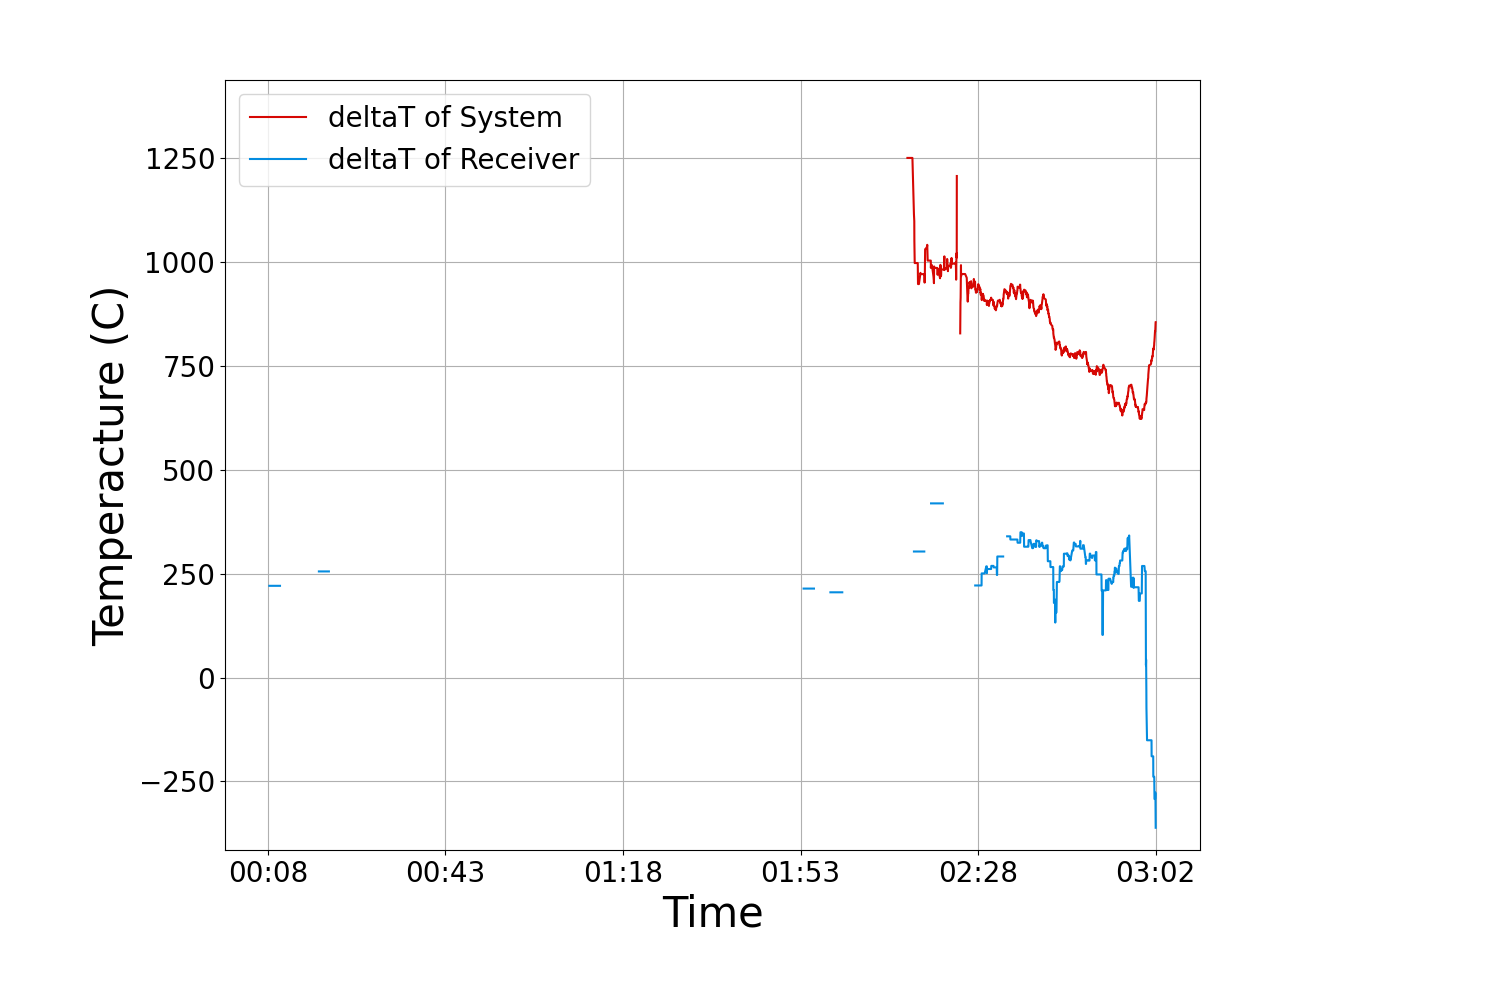 deltaT of System
deltaT of Receiver
1250
1000
750
500
250
0
−250
Temperacture (C)
00:08 00:43 01:18 01:53 02:28 03:02
Time